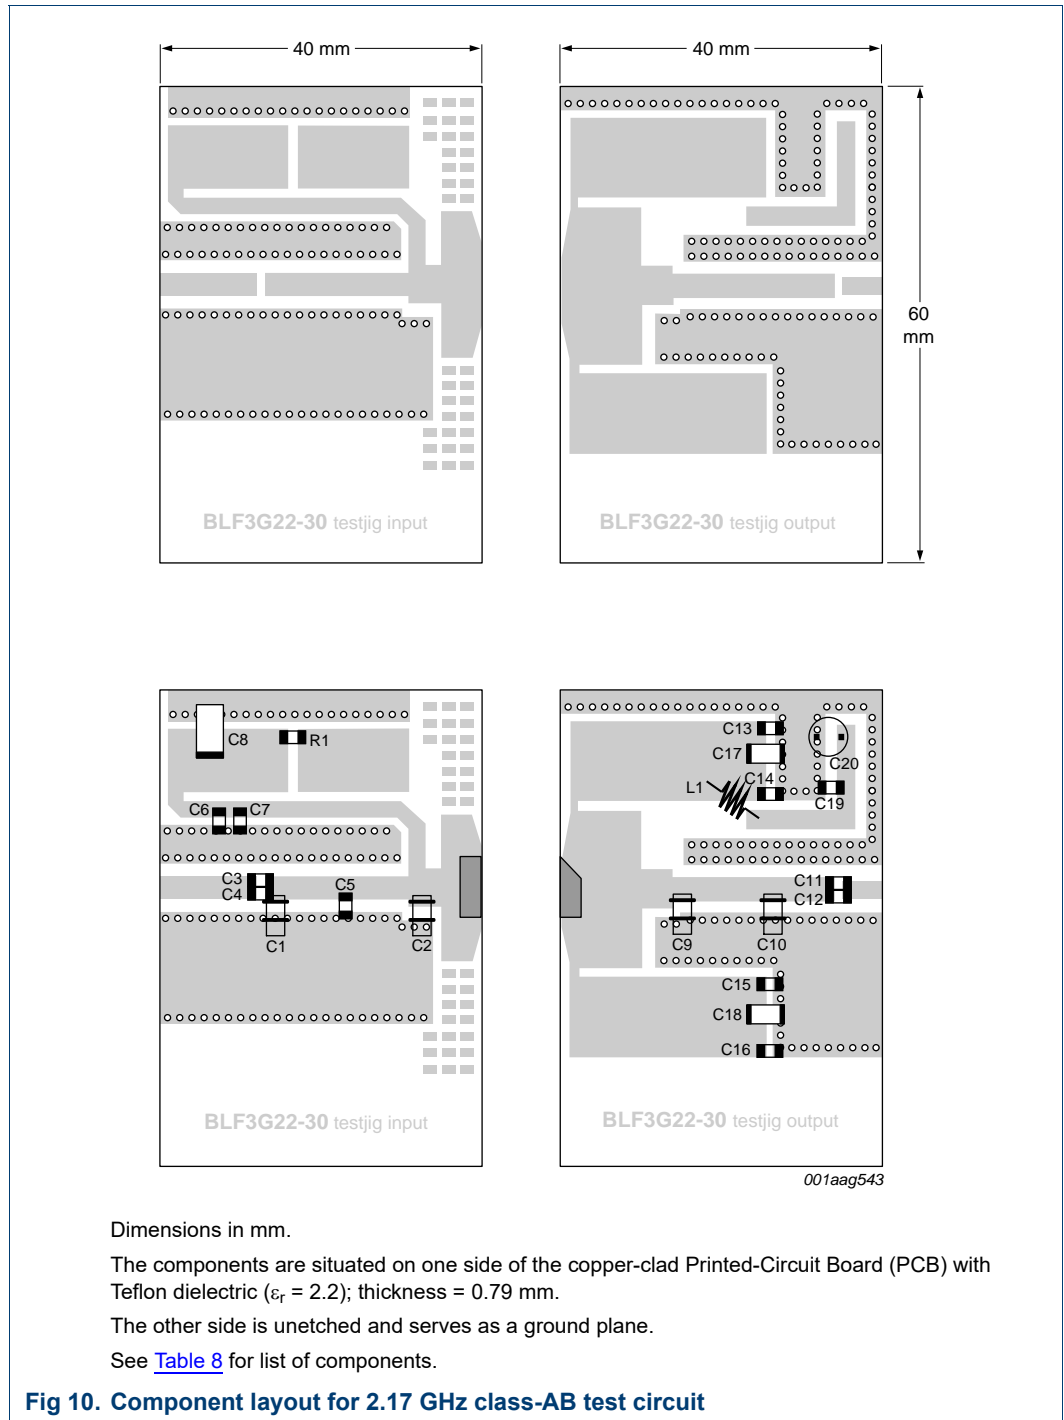 40 mm
40 mm
60
mm
BLF3G22-30 testjig input
BLF3G22-30 testjig output
C8
R1
C6
C7
C3
C4
C5
C1
C2
C13
C17
C14
L1
C20
C19
C11
C12
C9
C10
C15
C18
C16
BLF3G22-30 testjig input
BLF3G22-30 testjig output
001aag543
Dimensions in mm.
The components are situated on one side of the copper-clad Printed-Circuit Board (PCB) with
Teflon dielectric (εr = 2.2); thickness = 0.79 mm.
The other side is unetched and serves as a ground plane.
See Table 8 for list of components.
Fig 10. Component layout for 2.17 GHz class-AB test circuit